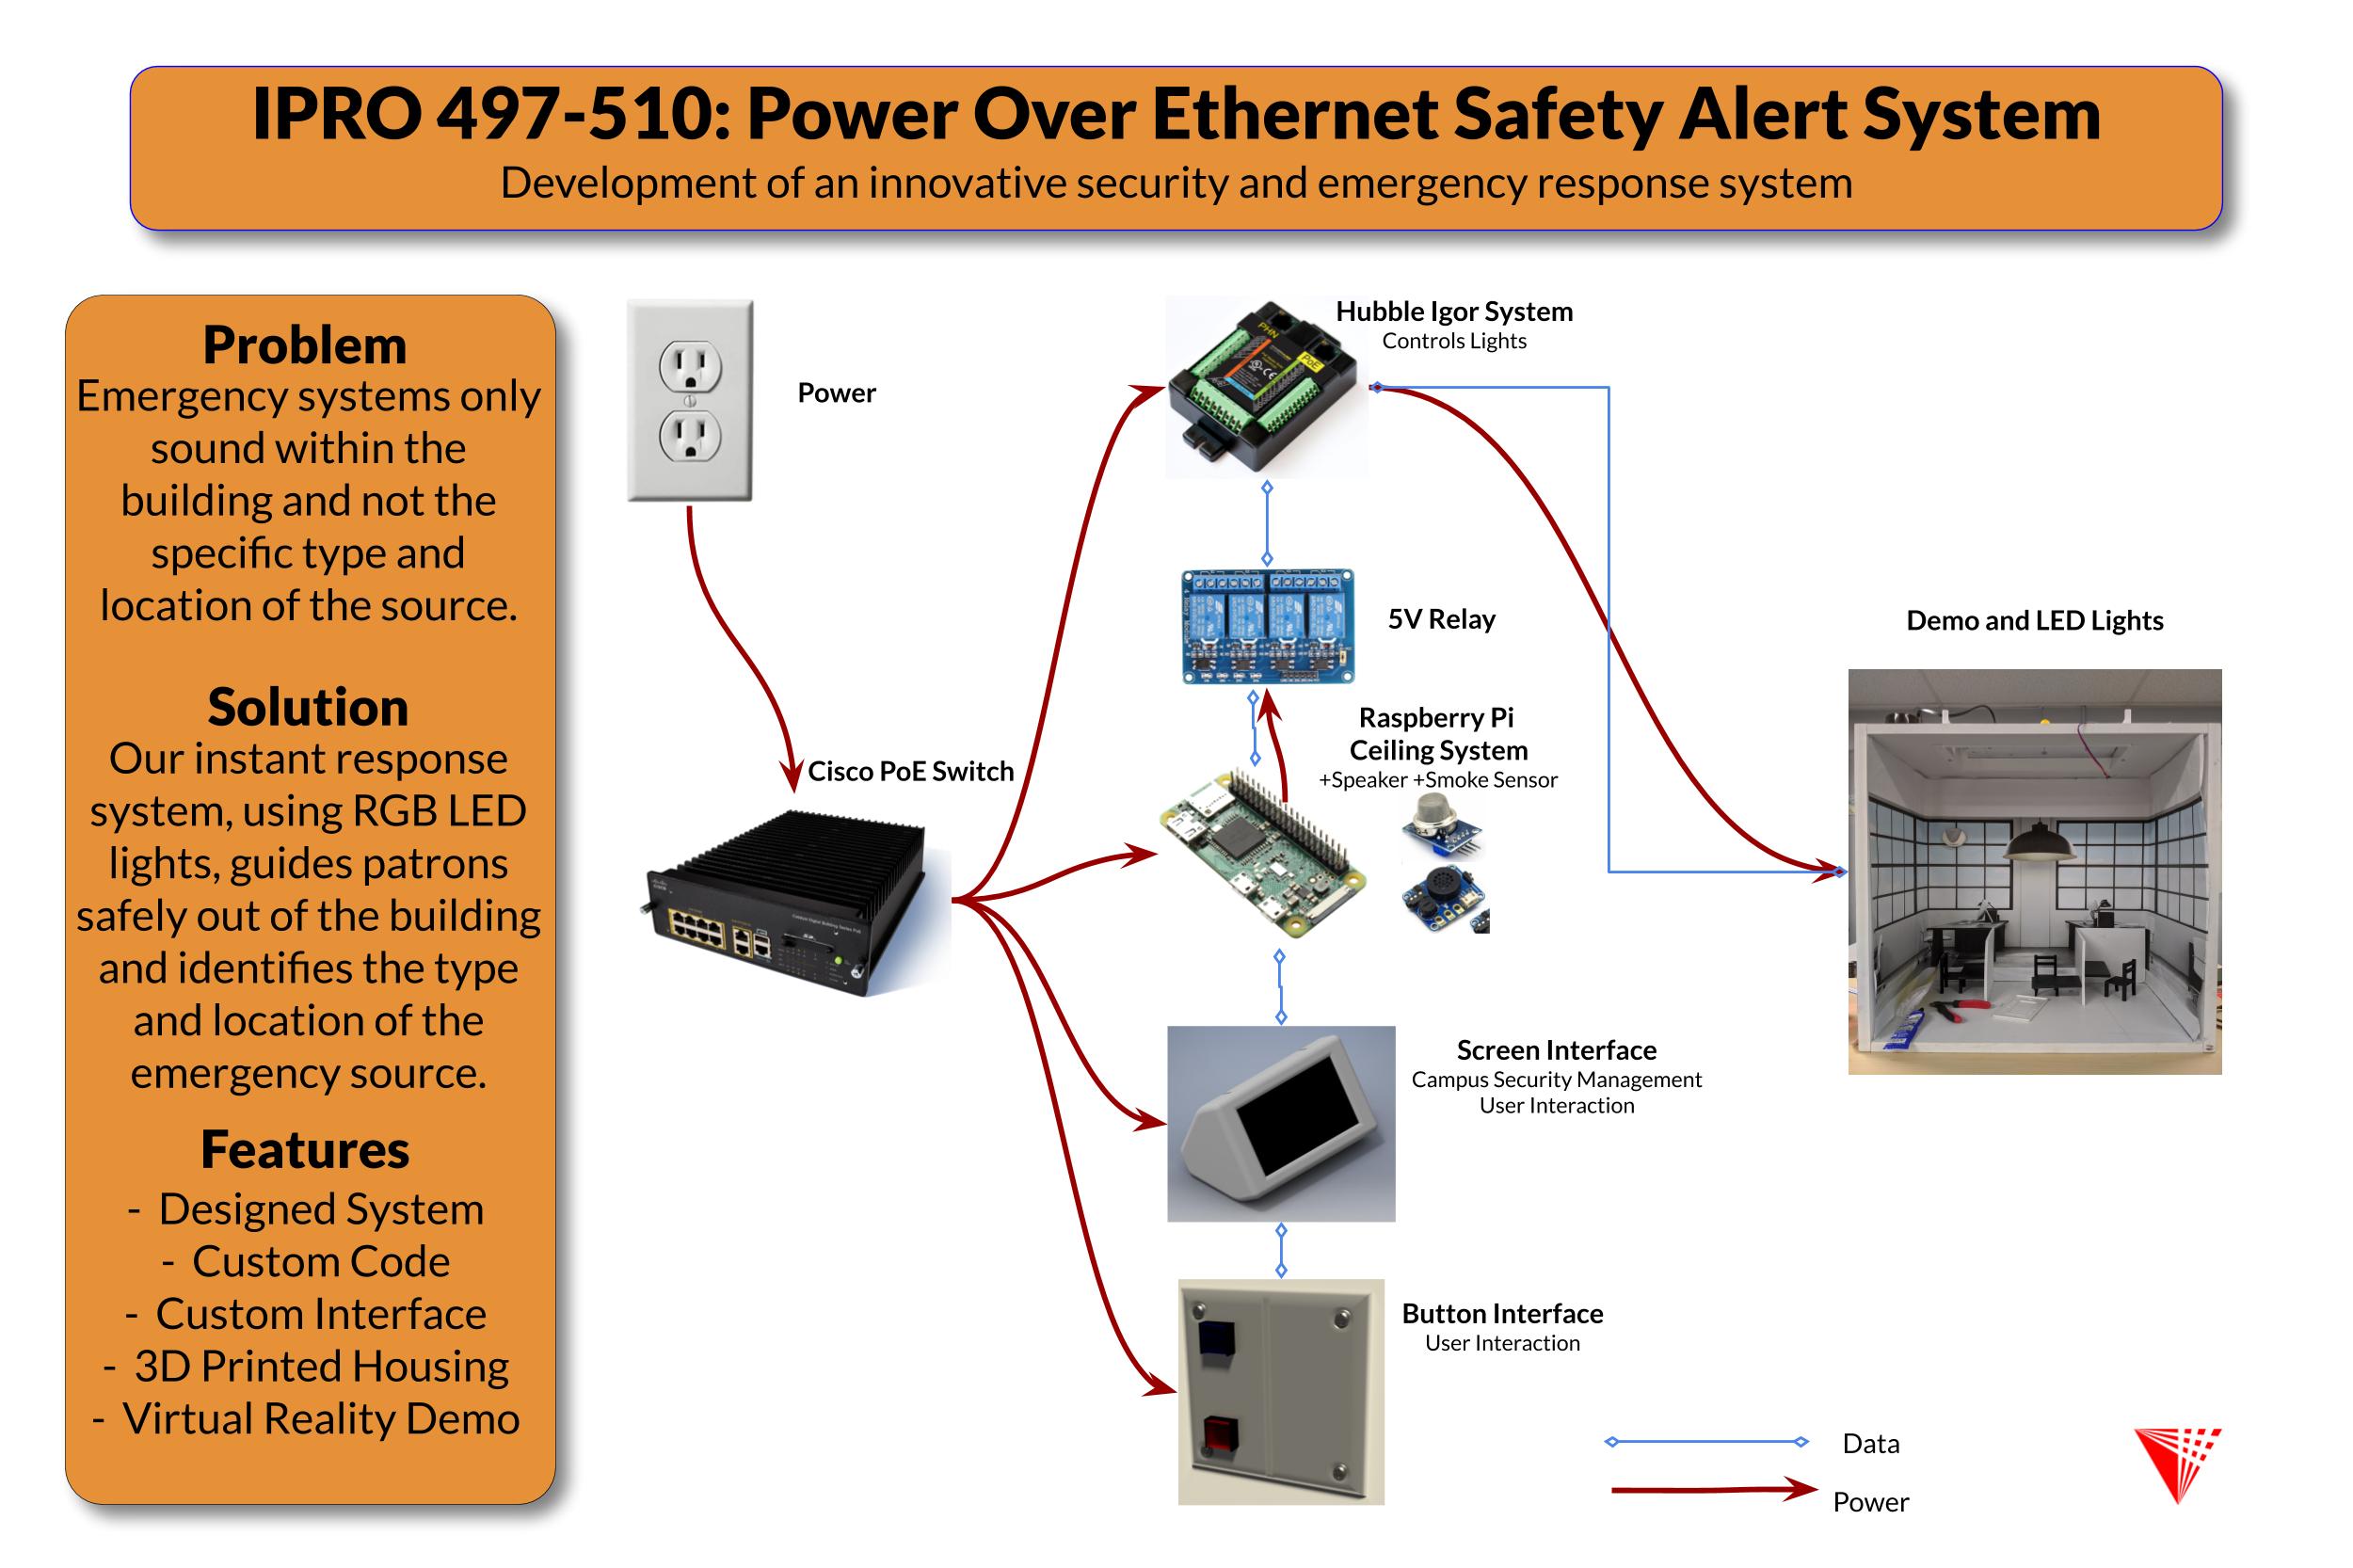 IPRO 497-510: Power Over Ethernet Safety Alert System
Development of an innovative security and emergency response system
Problem
Emergency systems only
sound within the
building and not the
specific type and
location of the source.
Solution
Our instant response
system, using RGB LED
lights, guides patrons
safely out of the building
and identifies the type
and location of the
emergency source.
Features
- Designed System
- Custom Code
- Custom Interface
- 3D Printed Housing
- Virtual Reality Demo
Power
Cisco PoE Switch
Hubble Igor System
Controls Lights
PHN
PoE
5V Relay
Raspberry Pi
Ceiling System
+Speaker +Smoke Sensor
Screen Interface
Campus Security Management
User Interaction
Button Interface
User Interaction
Demo and LED Lights
Data
Power